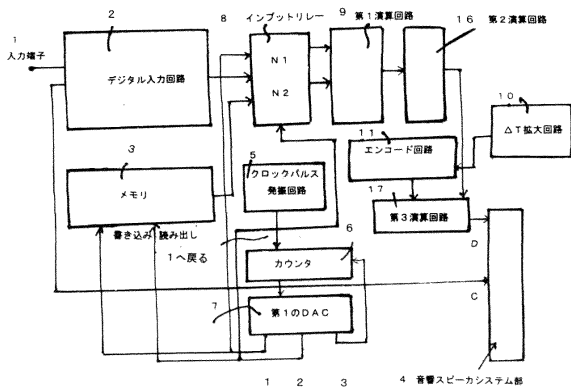 8 インプットリレー
9 第1演算回路
16 第2演算回路
1
入力端子
2
デジタル入力回路
N1
N2
10
ΔT拡大回路
11
エンコード回路
3
メモリ
5
クロックパルス
発振回路
17
第3演算回路
書き込み 読み出し
1へ戻る
6
カウンタ
D
C
7
第1のDAC
4 音響スピーカシステム部
1 2 3